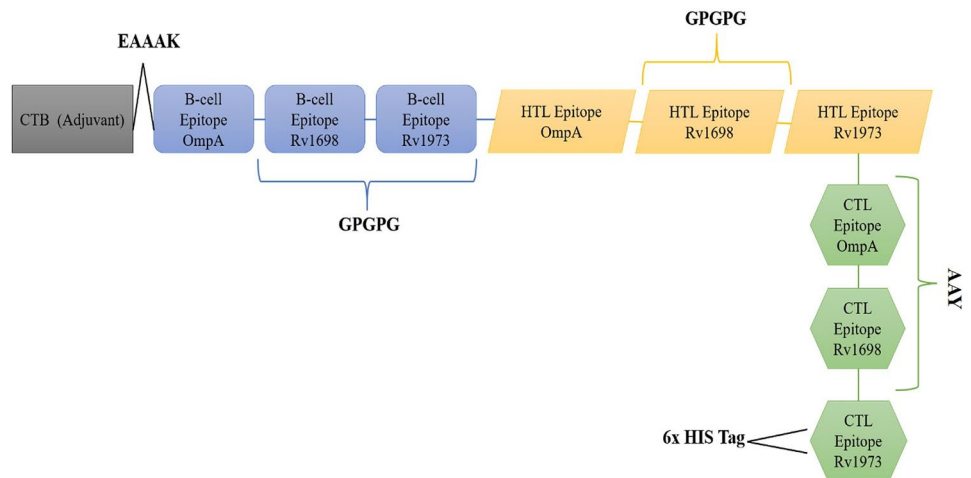 GPGPG
EAAAK
CTB (Adjuvant)
B-cell
Epitope
OmpA
B-cell
Epitope
Rv1698
B-cell
Epitope
Rv1973
HTL Epitope
OmpA
HTL Epitope
Rv1698
HTL Epitope
Rv1973
GPGPG
CTL
Epitope
OmpA
AAY
CTL
Epitope
Rv1698
6x HIS Tag
CTL
Epitope
Rv1973